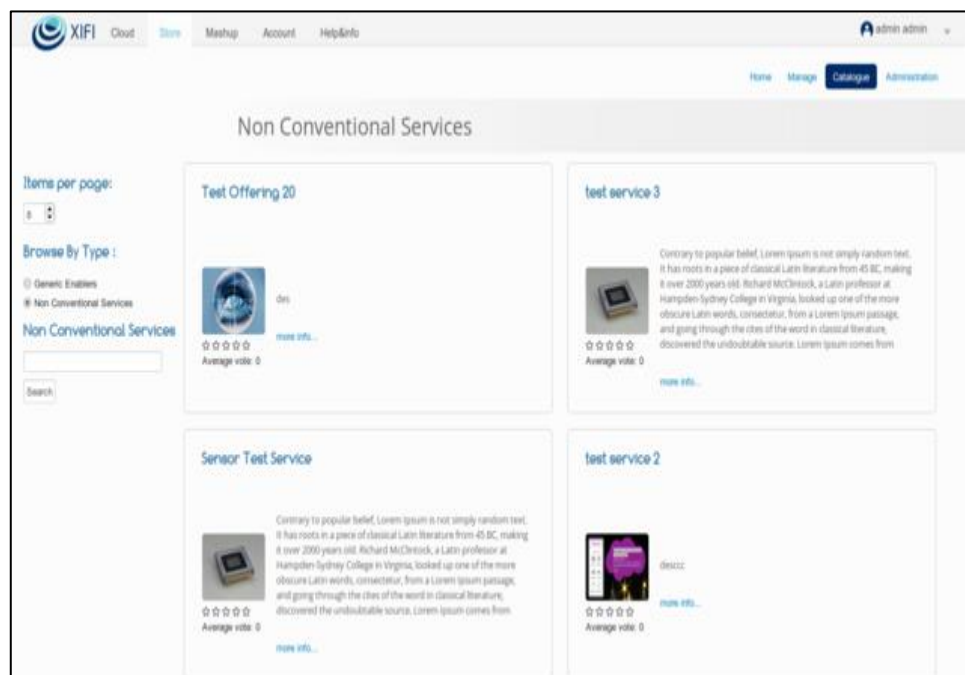 XIFI Cloud Store Mashup Account Help&Info admin admin
Home Manage Catalogue Administration
Non Conventional Services
Items per page:
Browse By Type :
Generic Enablers
Non Conventional Services
Non Conventional Services
Search
Test Offering 20
des
more info...
Average vote: 0
test service 3
Contrary to popular belief, Lorem Ipsum is not simply random text.
It has roots in a piece of classical Latin literature from 45 BC, making
it over 2000 years old. Richard McClintock, a Latin professor at
Hampden-Sydney College in Virginia, looked up one of the more
obscure Latin words, consectetur, from a Lorem Ipsum passage,
and going through the cites of the word in classical literature,
discovered the undoubtable source. Lorem Ipsum comes from
more info...
Average vote: 0
Sensor Test Service
Contrary to popular belief, Lorem Ipsum is not simply random text.
It has roots in a piece of classical Latin literature from 45 BC, making
it over 2000 years old. Richard McClintock, a Latin professor at
Hampden-Sydney College in Virginia, looked up one of the more
obscure Latin words, consectetur, from a Lorem Ipsum passage,
and going through the cites of the word in classical literature,
discovered the undoubtable source. Lorem Ipsum comes from
more info...
Average vote: 0
test service 2
desccc
more info...
Average vote: 0